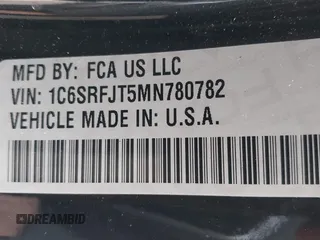 MFD BY: FCA US LLC
VIN: 1C6SRFJT5MN780782
VEHICLE MADE IN: U.S.A.
DREAMBID